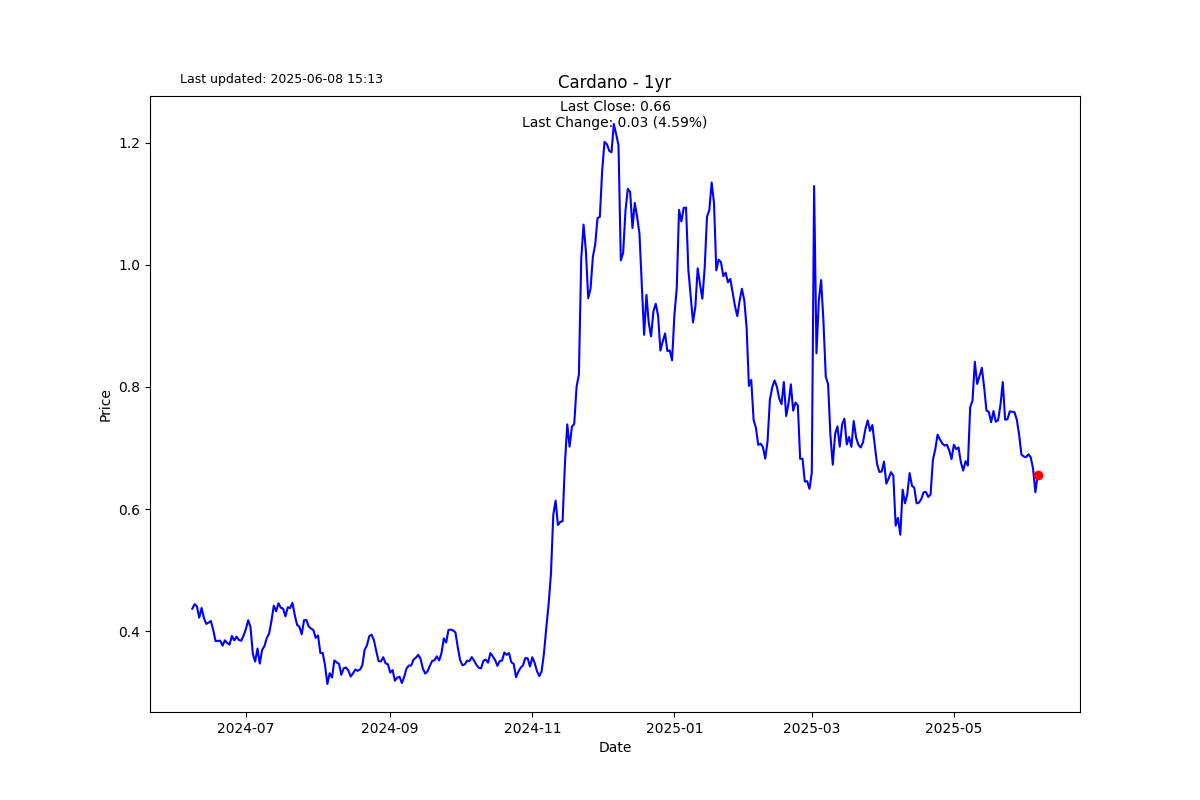 Last updated: 2025-06-08 15:13
Cardano - 1yr
Last Close: 0.66
Last Change: 0.03 (4.59%)
Price
1.2
1.0
0.8
0.6
0.4
2024-07
2024-09
2024-11
2025-01
2025-03
2025-05
Date